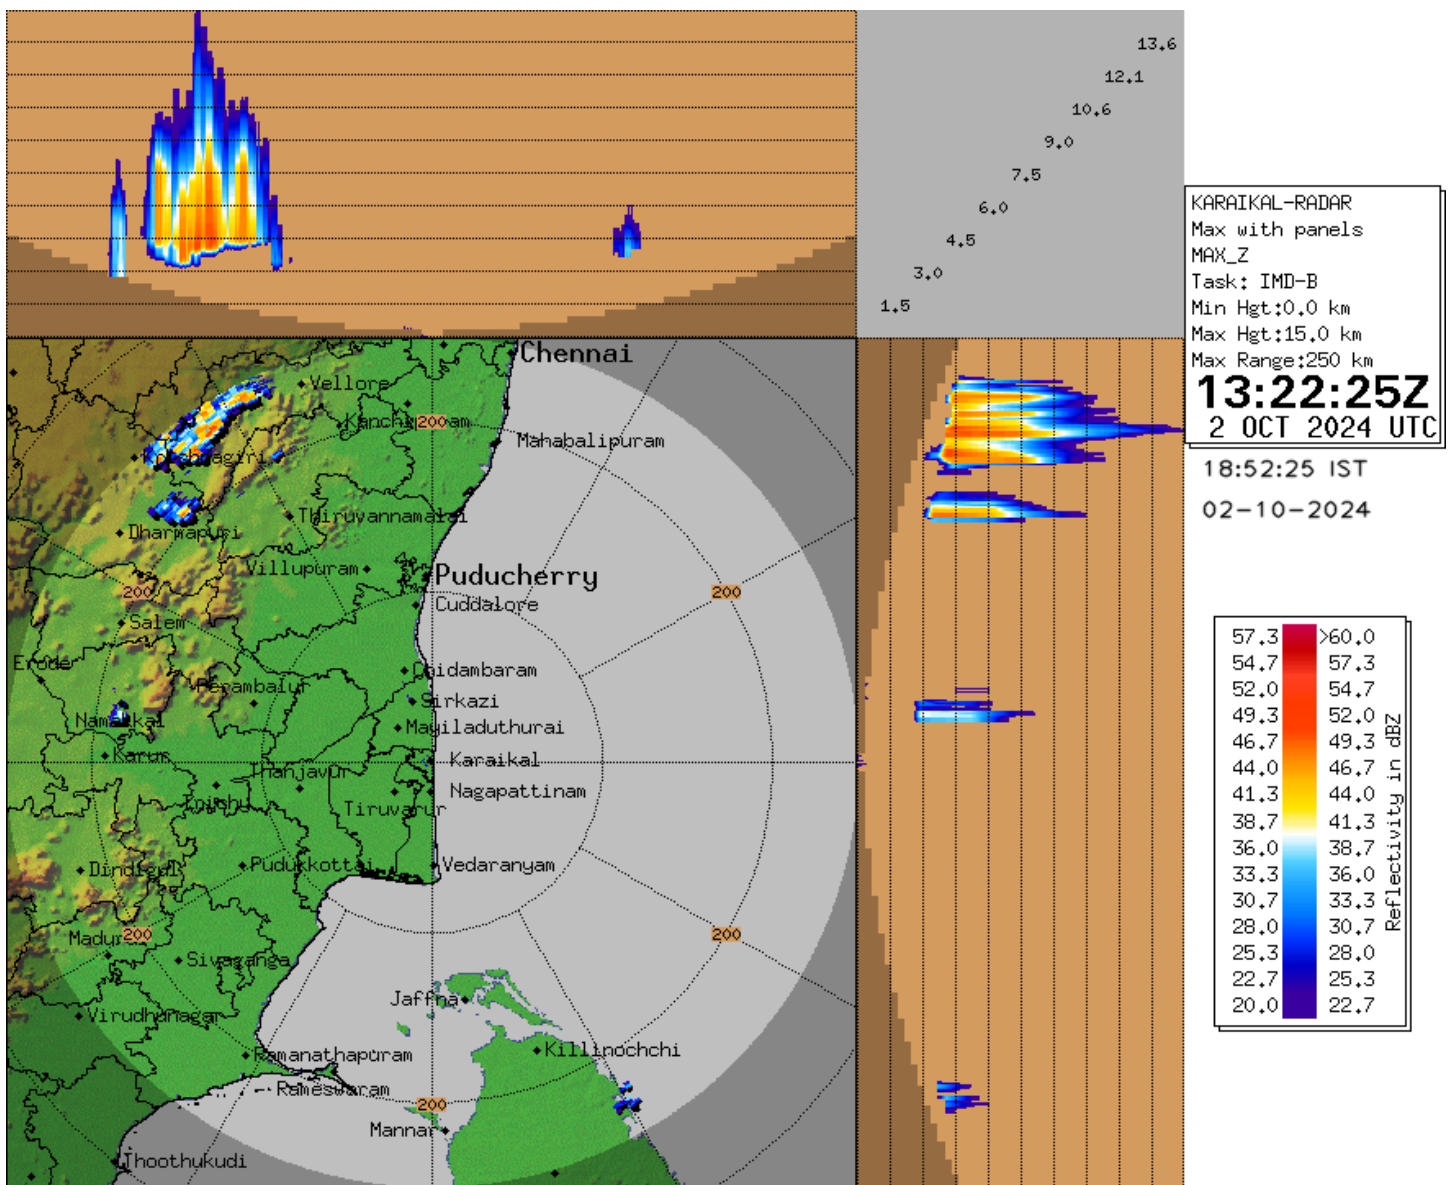 13.6
12.1
10.6
9.0
7.5
6.0
4.5
3.0
1.5
KARAIKAL-RADAR
Max with panels
MAX_Z
Task: IMD-B
Min Hgt:0.0 km
Max Hgt:15.0 km
Max Range:250 km
13:22:25Z
2 OCT 2024 UTC
18:52:25 IST
02-10-2024
Chennai
Vellore
200
Mahabalipuram
Krishnagiri
Thiruvannamalai
Dharmapuri
Villupuram
Puducherry
200
200
Cuddalore
Salem
Erode
Chidambaram
Perambalur
Sirkazi
Namakkal
Mayiladuthurai
Karur
Karaikal
Thanjavur
Nagapattinam
Tiruvarur
Dindigul
Pudukkottai
Vedaranyam
200
200
Sivaganga
Jaffna
Virudhunagar
Ramanathapuram
Killinochchi
Rameswaram
200
Mannar
Thoothukudi
57.3 >60.0
54.7 57.3
52.0 54.7
49.3 52.0
46.7 49.3
44.0 46.7
41.3 44.0
38.7 41.3
36.0 38.7
33.3 36.0
30.7 33.3
28.0 30.7
25.3 28.0
22.7 25.3
20.0 22.7
Reflectivity in dBZ